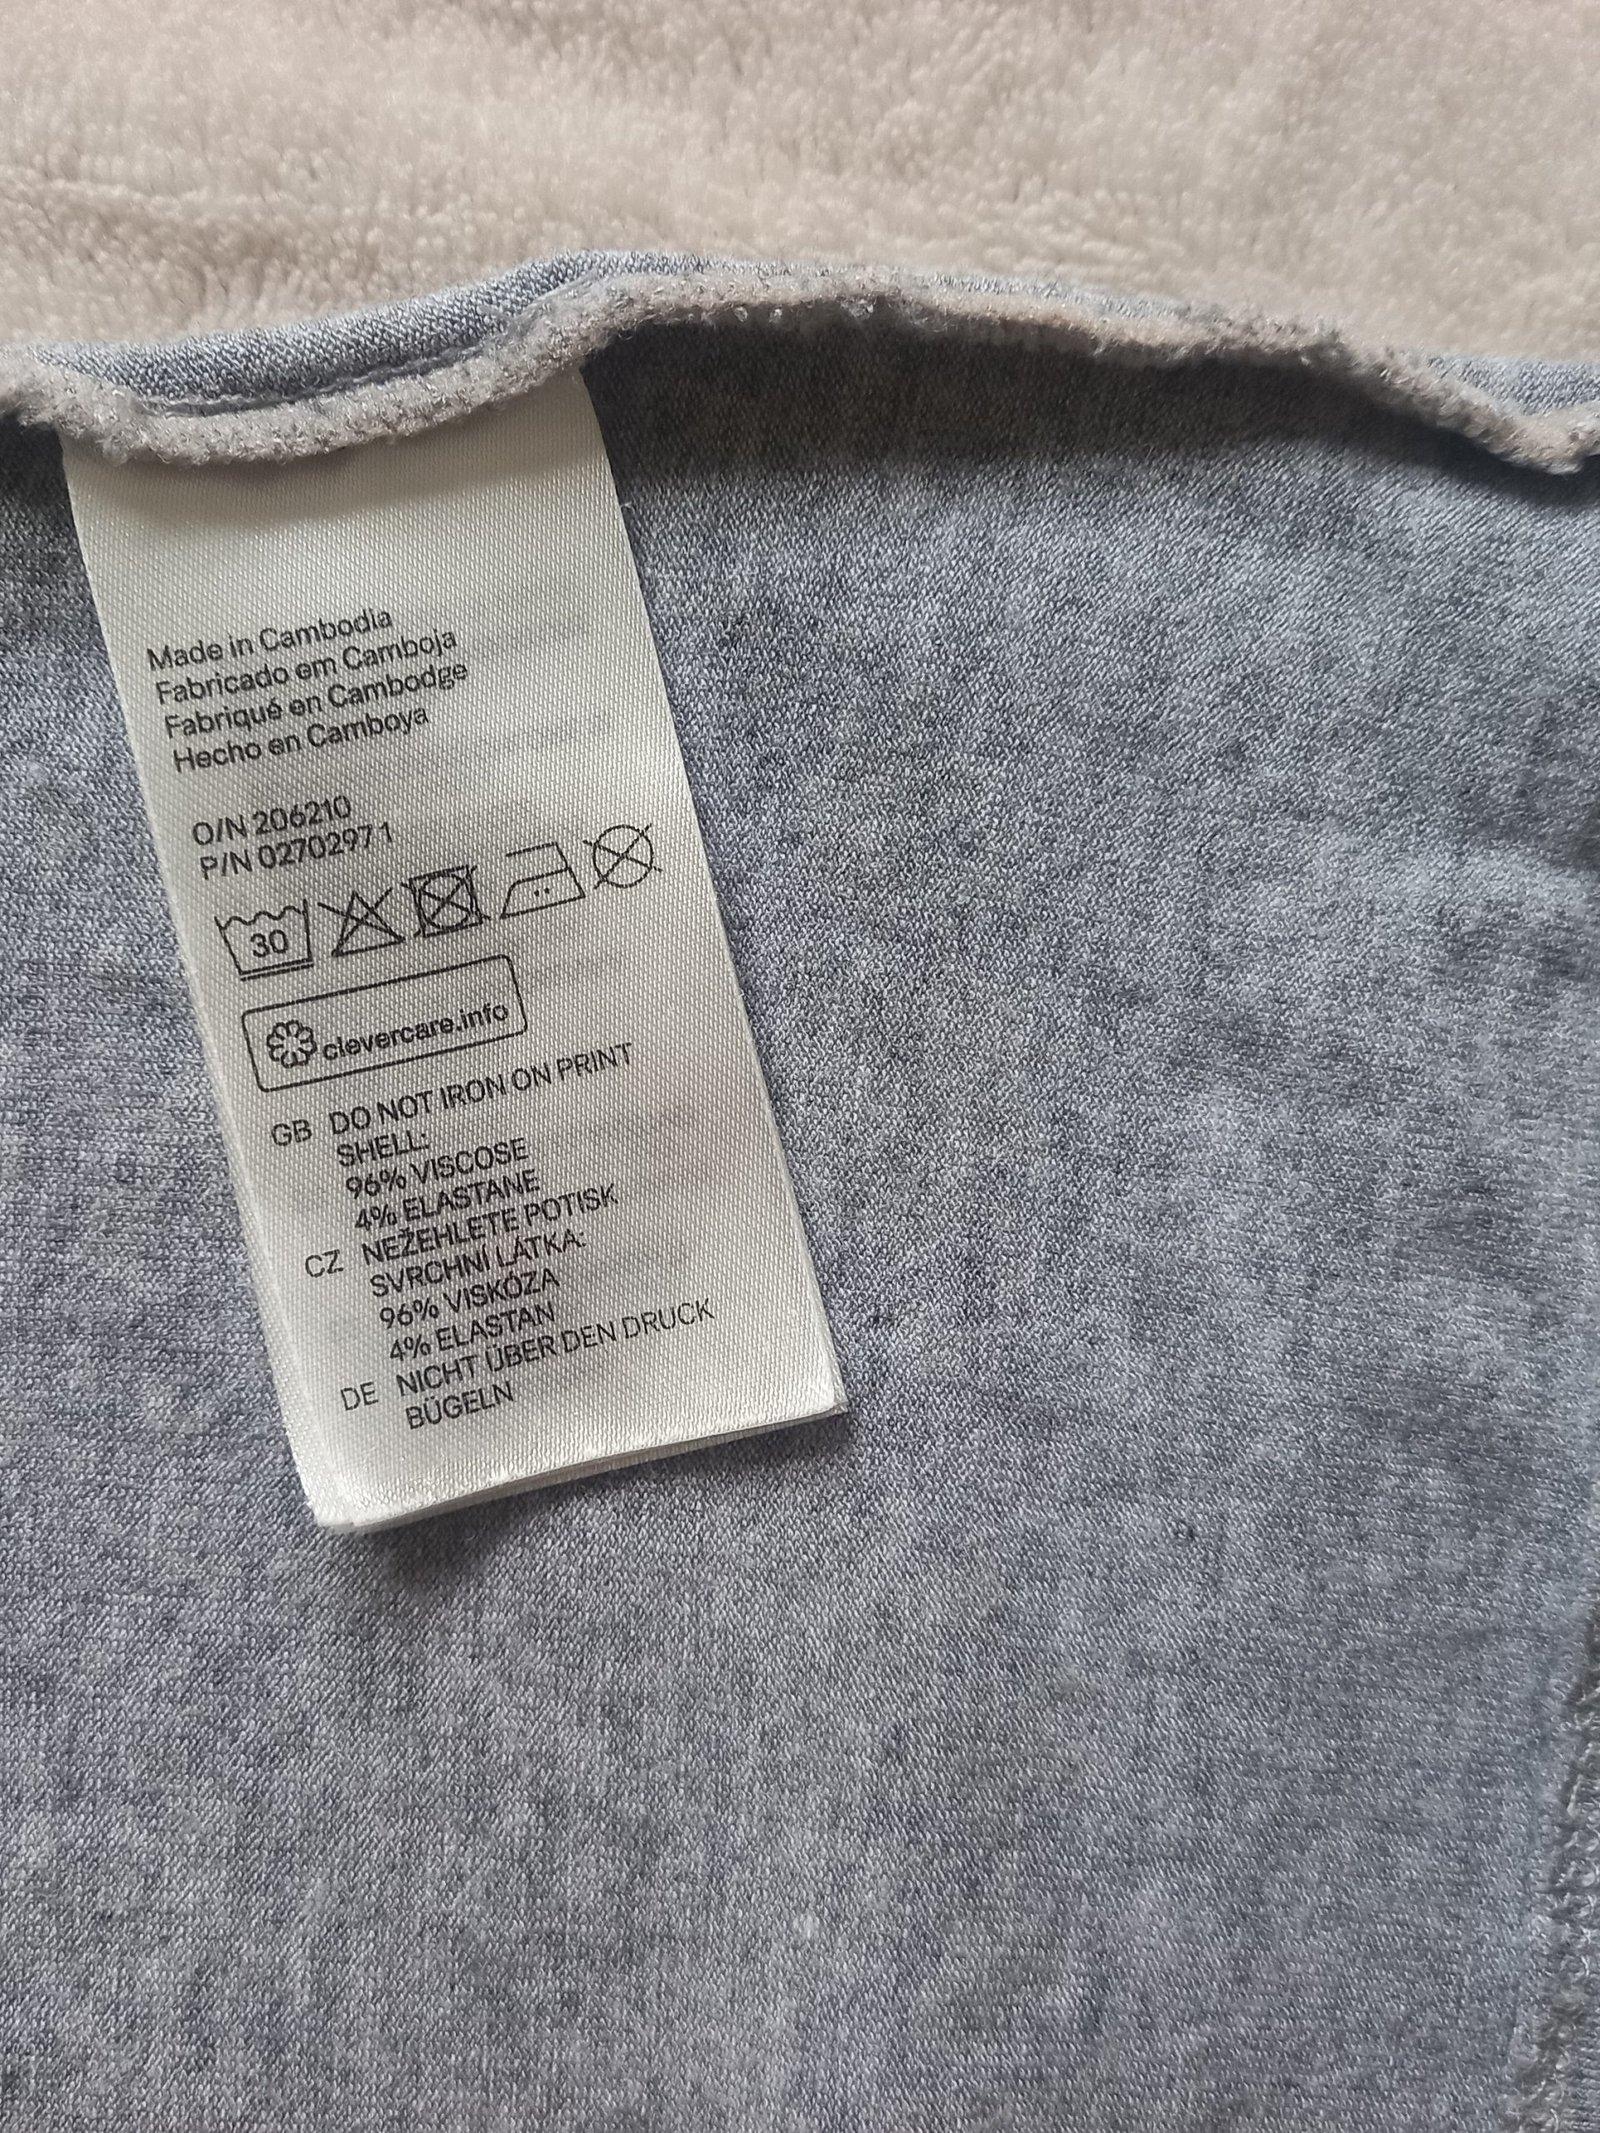 Made in Cambodia
Fabricado em Camboja
Fabriqué en Cambodge
Hecho en Camboya
O/N 206210
P/N 0270297 1
30
clevercare.info
GB DO NOT IRON ON PRINT
SHELL:
96% VISCOSE
4% ELASTANE
CZ NEŽEHLETE POTISK
SVRCHNÍ LÁTKA:
96% VISKÓZA
4% ELASTAN
DE NICHT ÜBER DEN DRUCK
BÜGELN